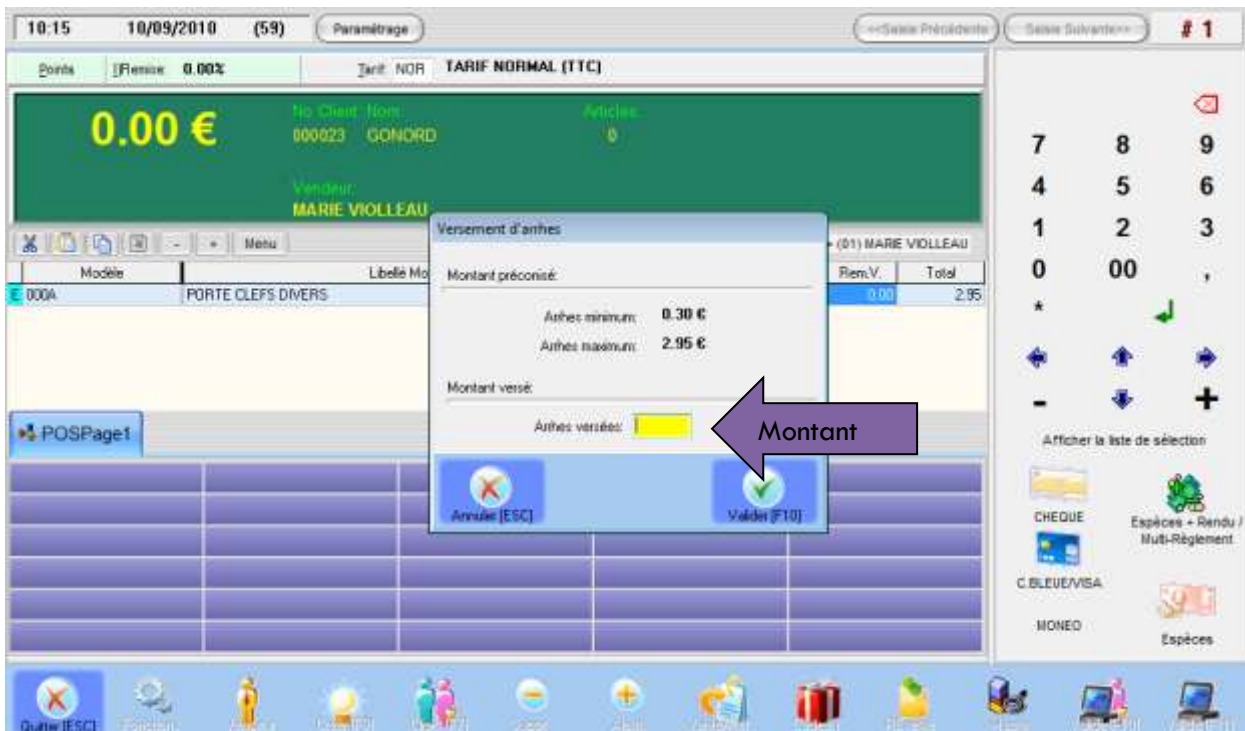 10:15 10/09/2010 (59) Paramétrage <<Saisie Précédente Saisie Suivante>> # 1
Points Remise 0.00% Tarif NOR TARIF NORMAL (TTC)
No Client Nom: Articles:
0.00 € 000023 GONORD 0
Vendeur:
MARIE VIOLLEAU
- + Menu (01) MARIE VIOLLEAU
Modèle Libellé Mo Rem.V. Total
E 000A PORTE CLEFS DIVERS 0.00 2.95
Versement d'arrhes
Montant préconisé:
Arrhes minimum: 0.30 €
Arrhes maximum: 2.95 €
Montant versé:
Arrhes versées:
Montant
Annuler [ESC] Valider [F10]
POSPage1
7 8 9
4 5 6
1 2 3
0 00 ,
*
- +
Afficher la liste de sélection
CHEQUE
Espèces + Rendu /
Multi-Règlement
C.BLEUE/VISA
MONEO
Espèces
Quitter [ESC]